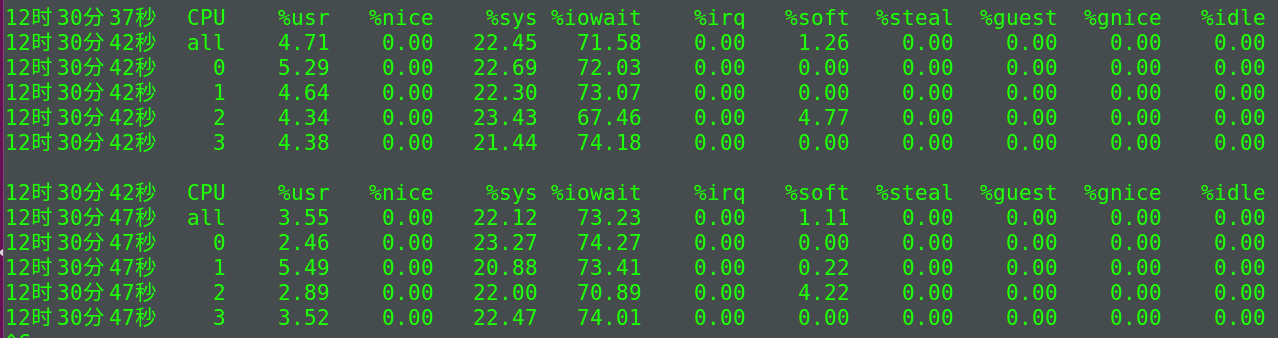 12时30分37秒 CPU %usr %nice %sys %iowait %irq %soft %steal %guest %gnice %idle
12时30分42秒 all 4.71 0.00 22.45 71.58 0.00 1.26 0.00 0.00 0.00 0.00
12时30分42秒 0 5.29 0.00 22.69 72.03 0.00 0.00 0.00 0.00 0.00 0.00
12时30分42秒 1 4.64 0.00 22.30 73.07 0.00 0.00 0.00 0.00 0.00 0.00
12时30分42秒 2 4.34 0.00 23.43 67.46 0.00 4.77 0.00 0.00 0.00 0.00
12时30分42秒 3 4.38 0.00 21.44 74.18 0.00 0.00 0.00 0.00 0.00 0.00
12时30分42秒 CPU %usr %nice %sys %iowait %irq %soft %steal %guest %gnice %idle
12时30分47秒 all 3.55 0.00 22.12 73.23 0.00 1.11 0.00 0.00 0.00 0.00
12时30分47秒 0 2.46 0.00 23.27 74.27 0.00 0.00 0.00 0.00 0.00 0.00
12时30分47秒 1 5.49 0.00 20.88 73.41 0.00 0.22 0.00 0.00 0.00 0.00
12时30分47秒 2 2.89 0.00 22.00 70.89 0.00 4.22 0.00 0.00 0.00 0.00
12时30分47秒 3 3.52 0.00 22.47 74.01 0.00 0.00 0.00 0.00 0.00 0.00